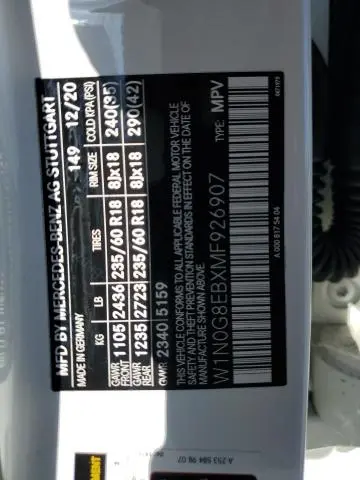 MFD BY MERCEDES-BENZ AG STUTTGART
MADE IN GERMANY 149 12/20
KG LB TIRES RIM SIZE COLD KPA(PSI)
GAWR FRONT 1105 2436 235/60 R18 8Jx18 240(35)
GAWR REAR 1235 2723 235/60 R18 8Jx18 290(42)
GVWR 2340 5159
THIS VEHICLE CONFORMS TO ALL APPLICABLE FEDERAL MOTOR VEHICLE
SAFETY AND THEFT PREVENTION STANDARDS IN EFFECT ON THE DATE OF
MANUFACTURE SHOWN ABOVE.
W1N0G8EBXMF926907 TYPE: MPV
A 000 817 54 04
A 253 584 98 07